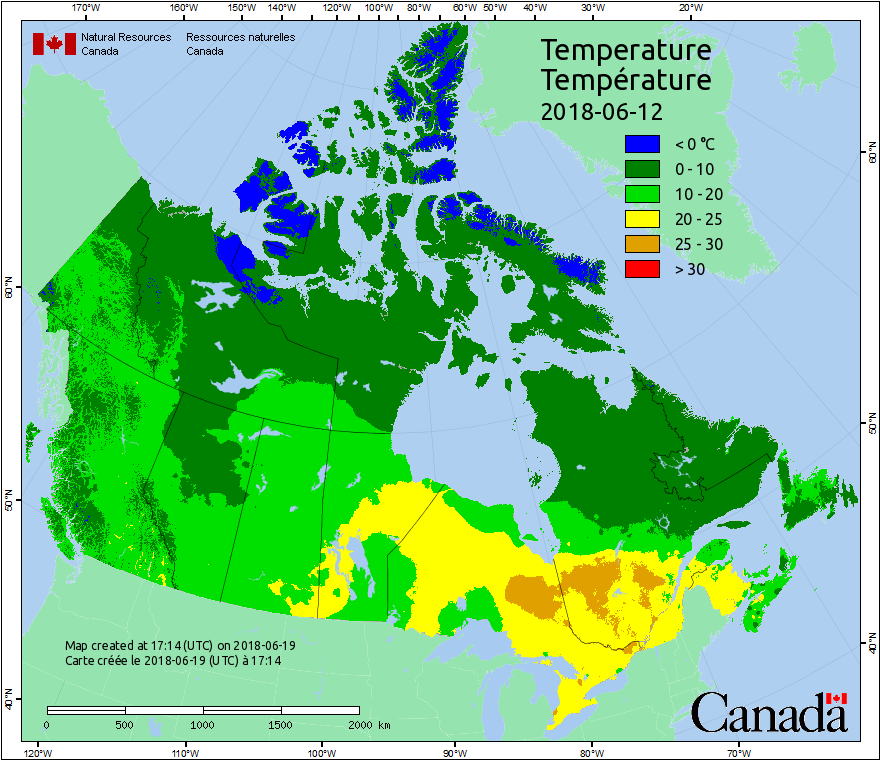 170°W 160°W 150°W 140°W 120°W 100°W 80°W 60°W 50°W 40°W 30°W 20°W
Natural Resources Ressources naturelles
Canada Canada
Temperature
Température
2018-06-12
< 0 °C
0 - 10
10 - 20
20 - 25
25 - 30
> 30
60°N
60°N
50°N
50°N
40°N
40°N
Map created at 17:14 (UTC) on 2018-06-19
Carte créée le 2018-06-19 (UTC) à 17:14
0 500 1000 1500 2000 km
Canada
120°W 110°W 100°W 90°W 80°W 70°W